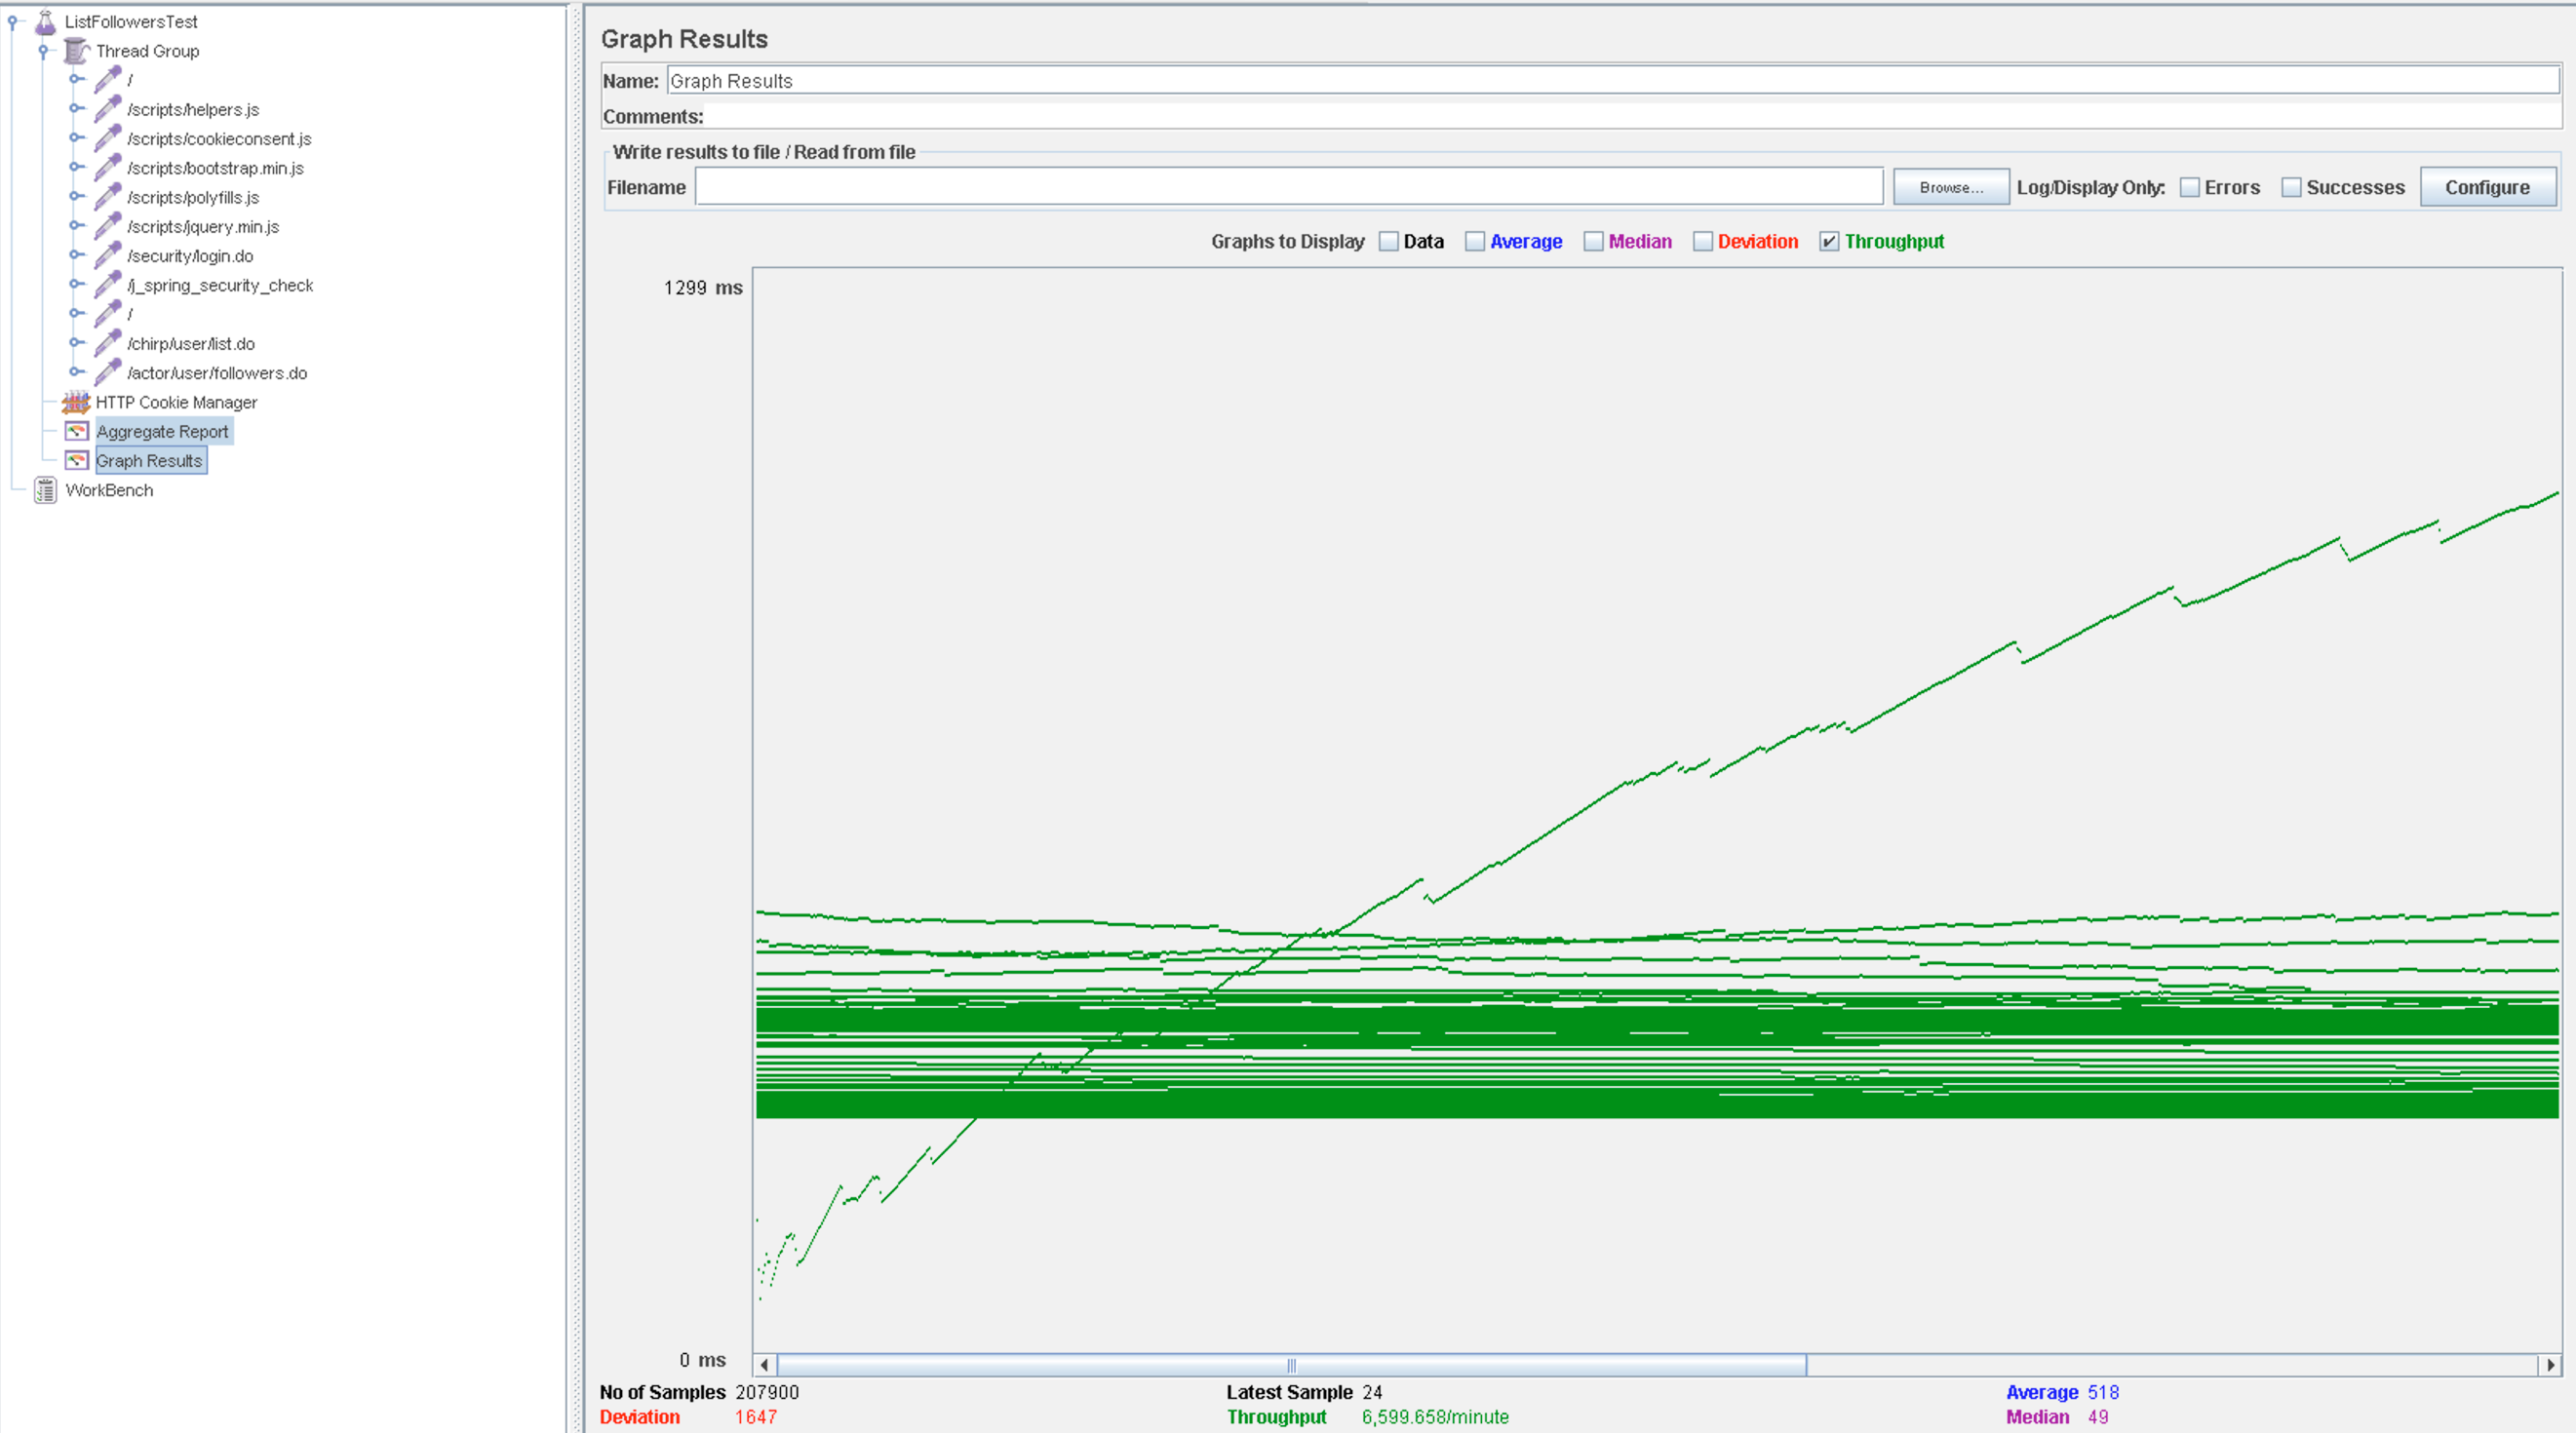 ListFollowersTest
Thread Group
/
/scripts/helpers.js
/scripts/cookieconsent.js
/scripts/bootstrap.min.js
/scripts/polyfills.js
/scripts/jquery.min.js
/security/login.do
/j_spring_security_check
/
/chirp/user/list.do
/actor/user/followers.do
HTTP Cookie Manager
Aggregate Report
Graph Results
WorkBench
Graph Results
Name: Graph Results
Comments:
Write results to file / Read from file
Filename Browse... Log/Display Only: Errors Successes Configure
Graphs to Display Data Average Median Deviation Throughput
1299 ms
0 ms
No of Samples 207900 Latest Sample 24 Average 518
Deviation 1647 Throughput 6,599.658/minute Median 49